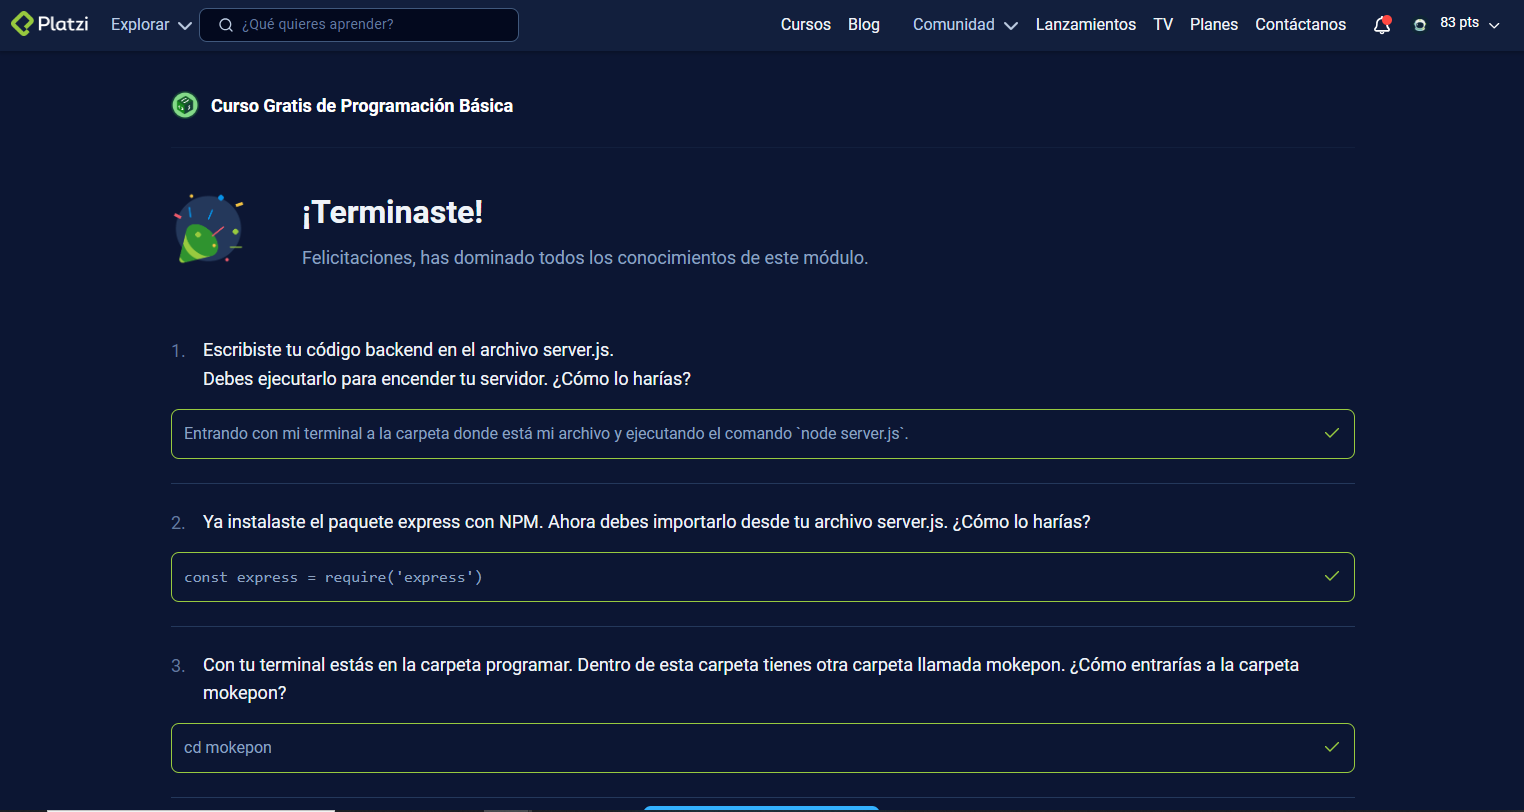 Platzi Explorar ¿Qué quieres aprender? Cursos Blog Comunidad Lanzamientos TV Planes Contáctanos 83 pts
Curso Gratis de Programación Básica
¡Terminaste!
Felicitaciones, has dominado todos los conocimientos de este módulo.
1. Escribiste tu código backend en el archivo server.js.
Debes ejecutarlo para encender tu servidor. ¿Cómo lo harías?
Entrando con mi terminal a la carpeta donde está mi archivo y ejecutando el comando `node server.js`.
2. Ya instalaste el paquete express con NPM. Ahora debes importarlo desde tu archivo server.js. ¿Cómo lo harías?
const express = require('express')
3. Con tu terminal estás en la carpeta programar. Dentro de esta carpeta tienes otra carpeta llamada mokepon. ¿Cómo entrarías a la carpeta
mokepon?
cd mokepon